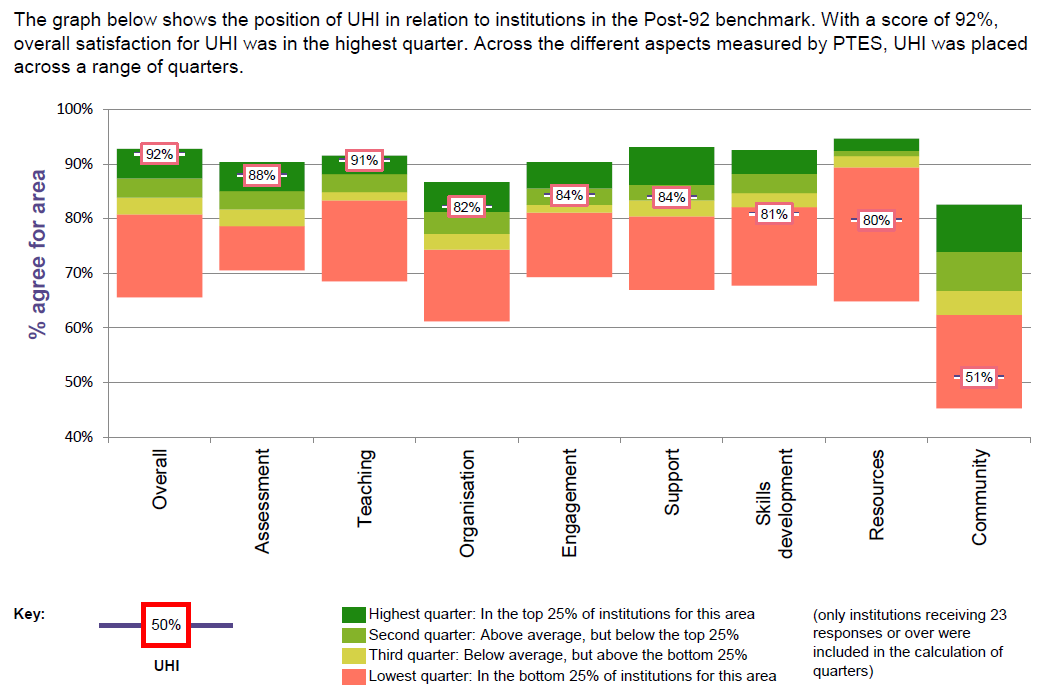 The graph below shows the position of UHI in relation to institutions in the Post-92 benchmark. With a score of 92%,
overall satisfaction for UHI was in the highest quarter. Across the different aspects measured by PTES, UHI was placed
across a range of quarters.
% agree for area
100%
90%
80%
70%
60%
50%
40%
92%
88%
91%
82%
84%
84%
81%
80%
51%
Overall
Assessment
Teaching
Organisation
Engagement
Support
Skills
development
Resources
Community
Key:
50%
UHI
Highest quarter: In the top 25% of institutions for this area
Second quarter: Above average, but below the top 25%
Third quarter: Below average, but above the bottom 25%
Lowest quarter: In the bottom 25% of institutions for this area
(only institutions receiving 23
responses or over were
included in the calculation of
quarters)